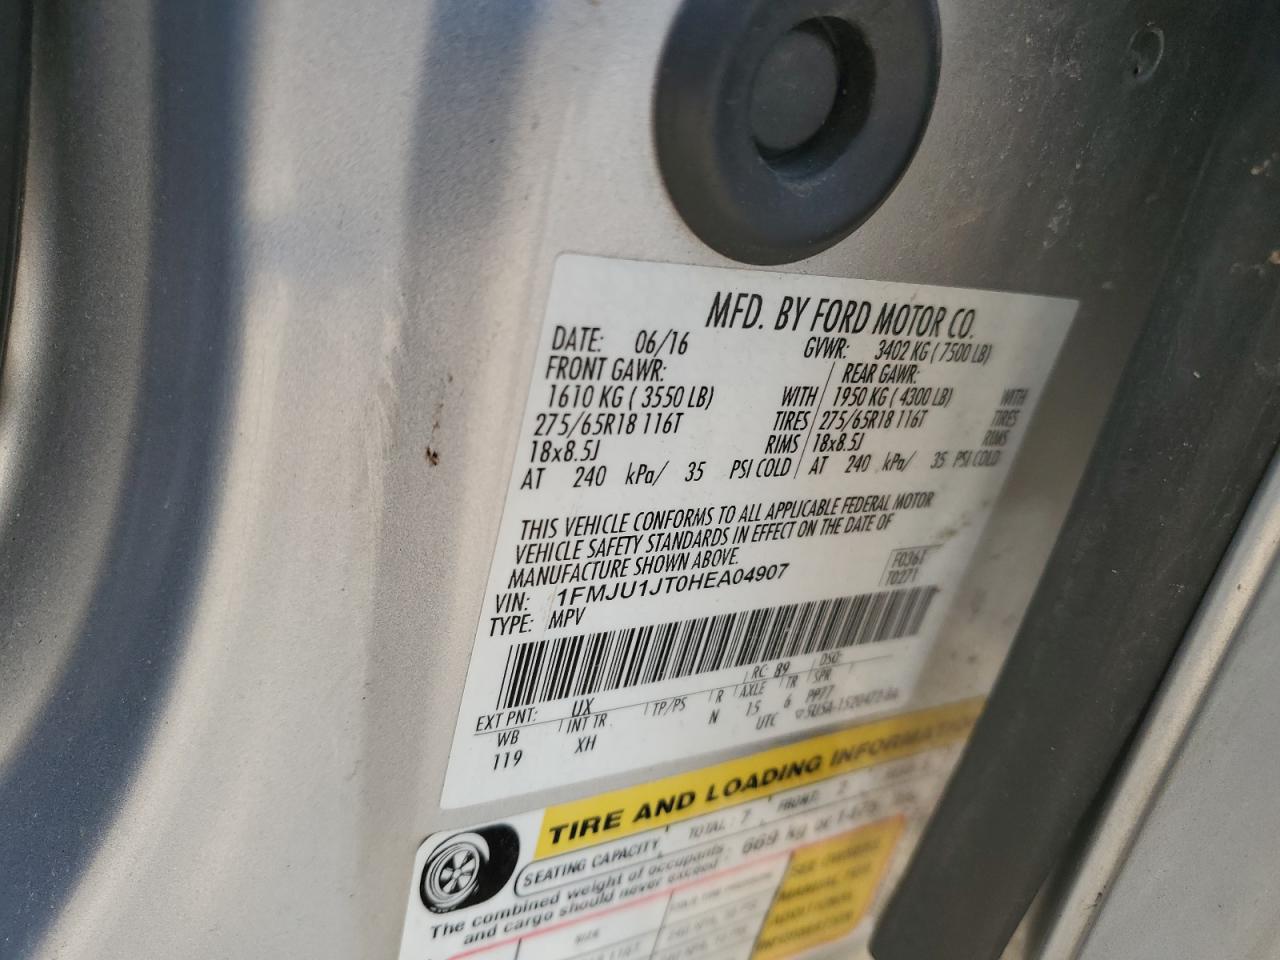 MFD. BY FORD MOTOR CO.
DATE: 06/16 GVWR: 3402 KG ( 7500 LB)
FRONT GAWR: REAR GAWR:
1610 KG ( 3550 LB) WITH 1950 KG ( 4300 LB) WITH
275/65R18 116T TIRES 275/65R18 116T TIRES
18x8.5J RIMS 18x8.5J RIMS
AT 240 kPa/ 35 PSI COLD AT 240 kPa/ 35 PSI COLD
THIS VEHICLE CONFORMS TO ALL APPLICABLE FEDERAL MOTOR
VEHICLE SAFETY STANDARDS IN EFFECT ON THE DATE OF
MANUFACTURE SHOWN ABOVE.
VIN: 1FMJU1JT0HEA04907
F0361
T0271
TYPE: MPV
EXT PNT: UX RC: 89 DSO:
WB INT TR TP/PS R AXLE TR SPR
119 XH N 15 6 PP77
UTC
TIRE AND LOADING INFORMATION
SEATING CAPACITY TOTAL: 7 FRONT: 2
The combined weight of occupants
and cargo should never exceed : 669 kg
SIZE